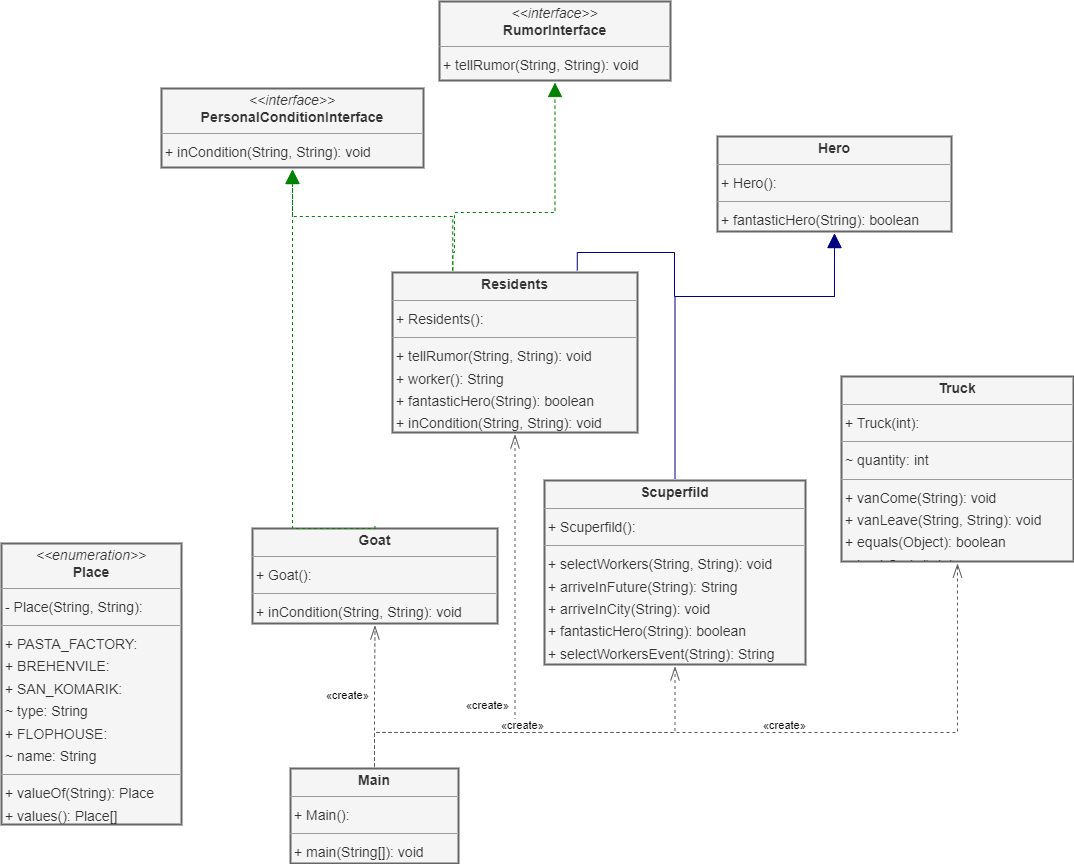 <<interface>>
RumorInterface
+ tellRumor(String, String): void
<<interface>>
PersonalConditionInterface
+ inCondition(String, String): void
Hero
+ Hero():
+ fantasticHero(String): boolean
Residents
+ Residents():
+ tellRumor(String, String): void
+ worker(): String
+ fantasticHero(String): boolean
+ inCondition(String, String): void
Truck
+ Truck(int):
~ quantity: int
+ vanCome(String): void
+ vanLeave(String, String): void
+ equals(Object): boolean
Scuperfild
+ Scuperfild():
+ selectWorkers(String, String): void
+ arriveInFuture(String): String
+ arriveInCity(String): void
+ fantasticHero(String): boolean
+ selectWorkersEvent(String): String
Goat
+ Goat():
+ inCondition(String, String): void
<<enumeration>>
Place
- Place(String, String):
+ PASTA_FACTORY:
+ BREHENVILE:
+ SAN_KOMARIK:
~ type: String
+ FLOPHOUSE:
~ name: String
+ valueOf(String): Place
+ values(): Place[]
«create»
«create»
«create»
«create»
Main
+ Main():
+ main(String[]): void